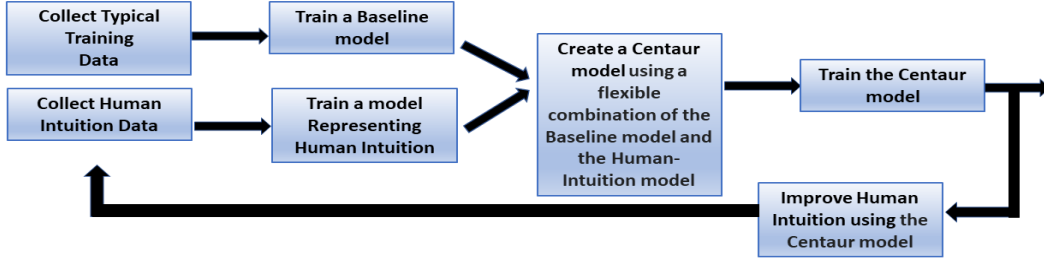 Collect Typical
Training
Data
Train a Baseline
model
Collect Human
Intuition Data
Train a model
Representing
Human Intuition
Create a Centaur
model using a
flexible
combination of the
Baseline model and
the Human-
Intuition model
Train the Centaur
model
Improve Human
Intuition using the
Centaur model